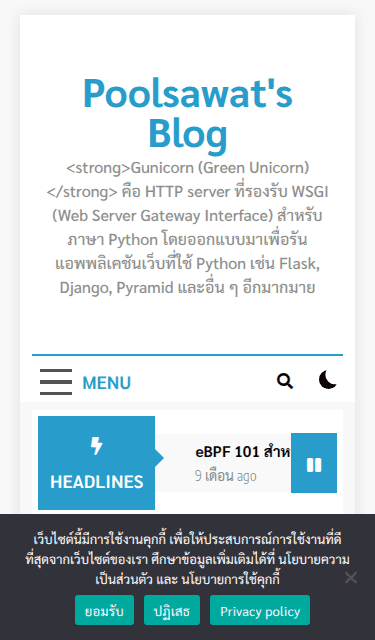 Poolsawat's
Blog
<strong>Gunicorn (Green Unicorn)
</strong> คือ HTTP server ที่รองรับ WSGI
(Web Server Gateway Interface) สำหรับ
ภาษา Python โดยออกแบบมาเพื่อรัน
แอพพลิเคชันเว็บที่ใช้ Python เช่น Flask,
Django, Pyramid และอื่น ๆ อีกมากมาย
MENU
HEADLINES
eBPF 101 สำห
9 เดือน ago
เว็บไซต์นี้มีการใช้งานคุกกี้ เพื่อให้ประสบการณ์การใช้งานที่ดี
ที่สุดจากเว็บไซต์ของเรา ศึกษาข้อมูลเพิ่มเติมได้ที่ นโยบายความ
เป็นส่วนตัว และ นโยบายการใช้คุกกี้
ยอมรับ ปฏิเสธ Privacy policy